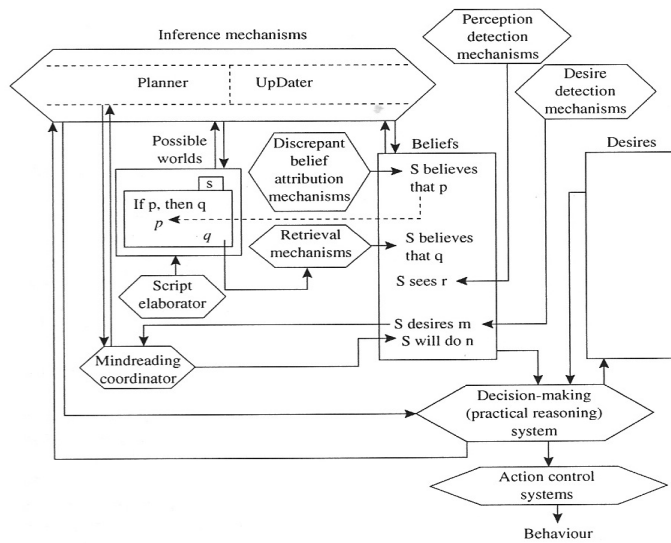 Inference mechanisms
Planner
UpDater
Perception
detection
mechanisms
Desire
detection
mechanisms
Possible
worlds
Discrepant
belief
attribution
mechanisms
Beliefs
Desires
S believes
that p
s
If p, then q
p
q
Retrieval
mechanisms
S believes
that q
S sees r
Script
elaborator
S desires m
S will do n
Mindreading
coordinator
Decision-making
(practical reasoning)
system
Action control
systems
Behaviour